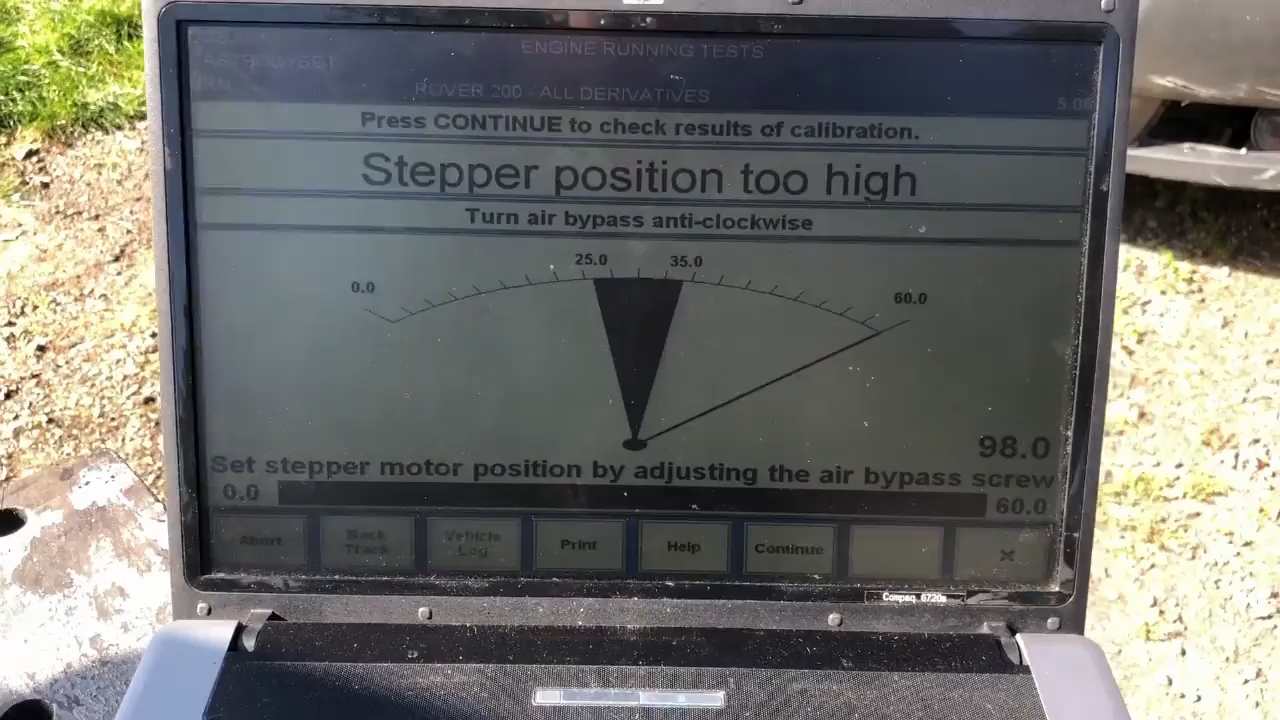 ENGINE RUNNING TESTS
ROVER 200 - ALL DERIVATIVES
Press CONTINUE to check results of calibration.
Stepper position too high
Turn air bypass anti-clockwise
0.0 25.0 35.0 60.0
98.0
Set stepper motor position by adjusting the air bypass screw
0.0 60.0
Abort Back Track Vehicle Log Print Help Continue
Compaq 6720s